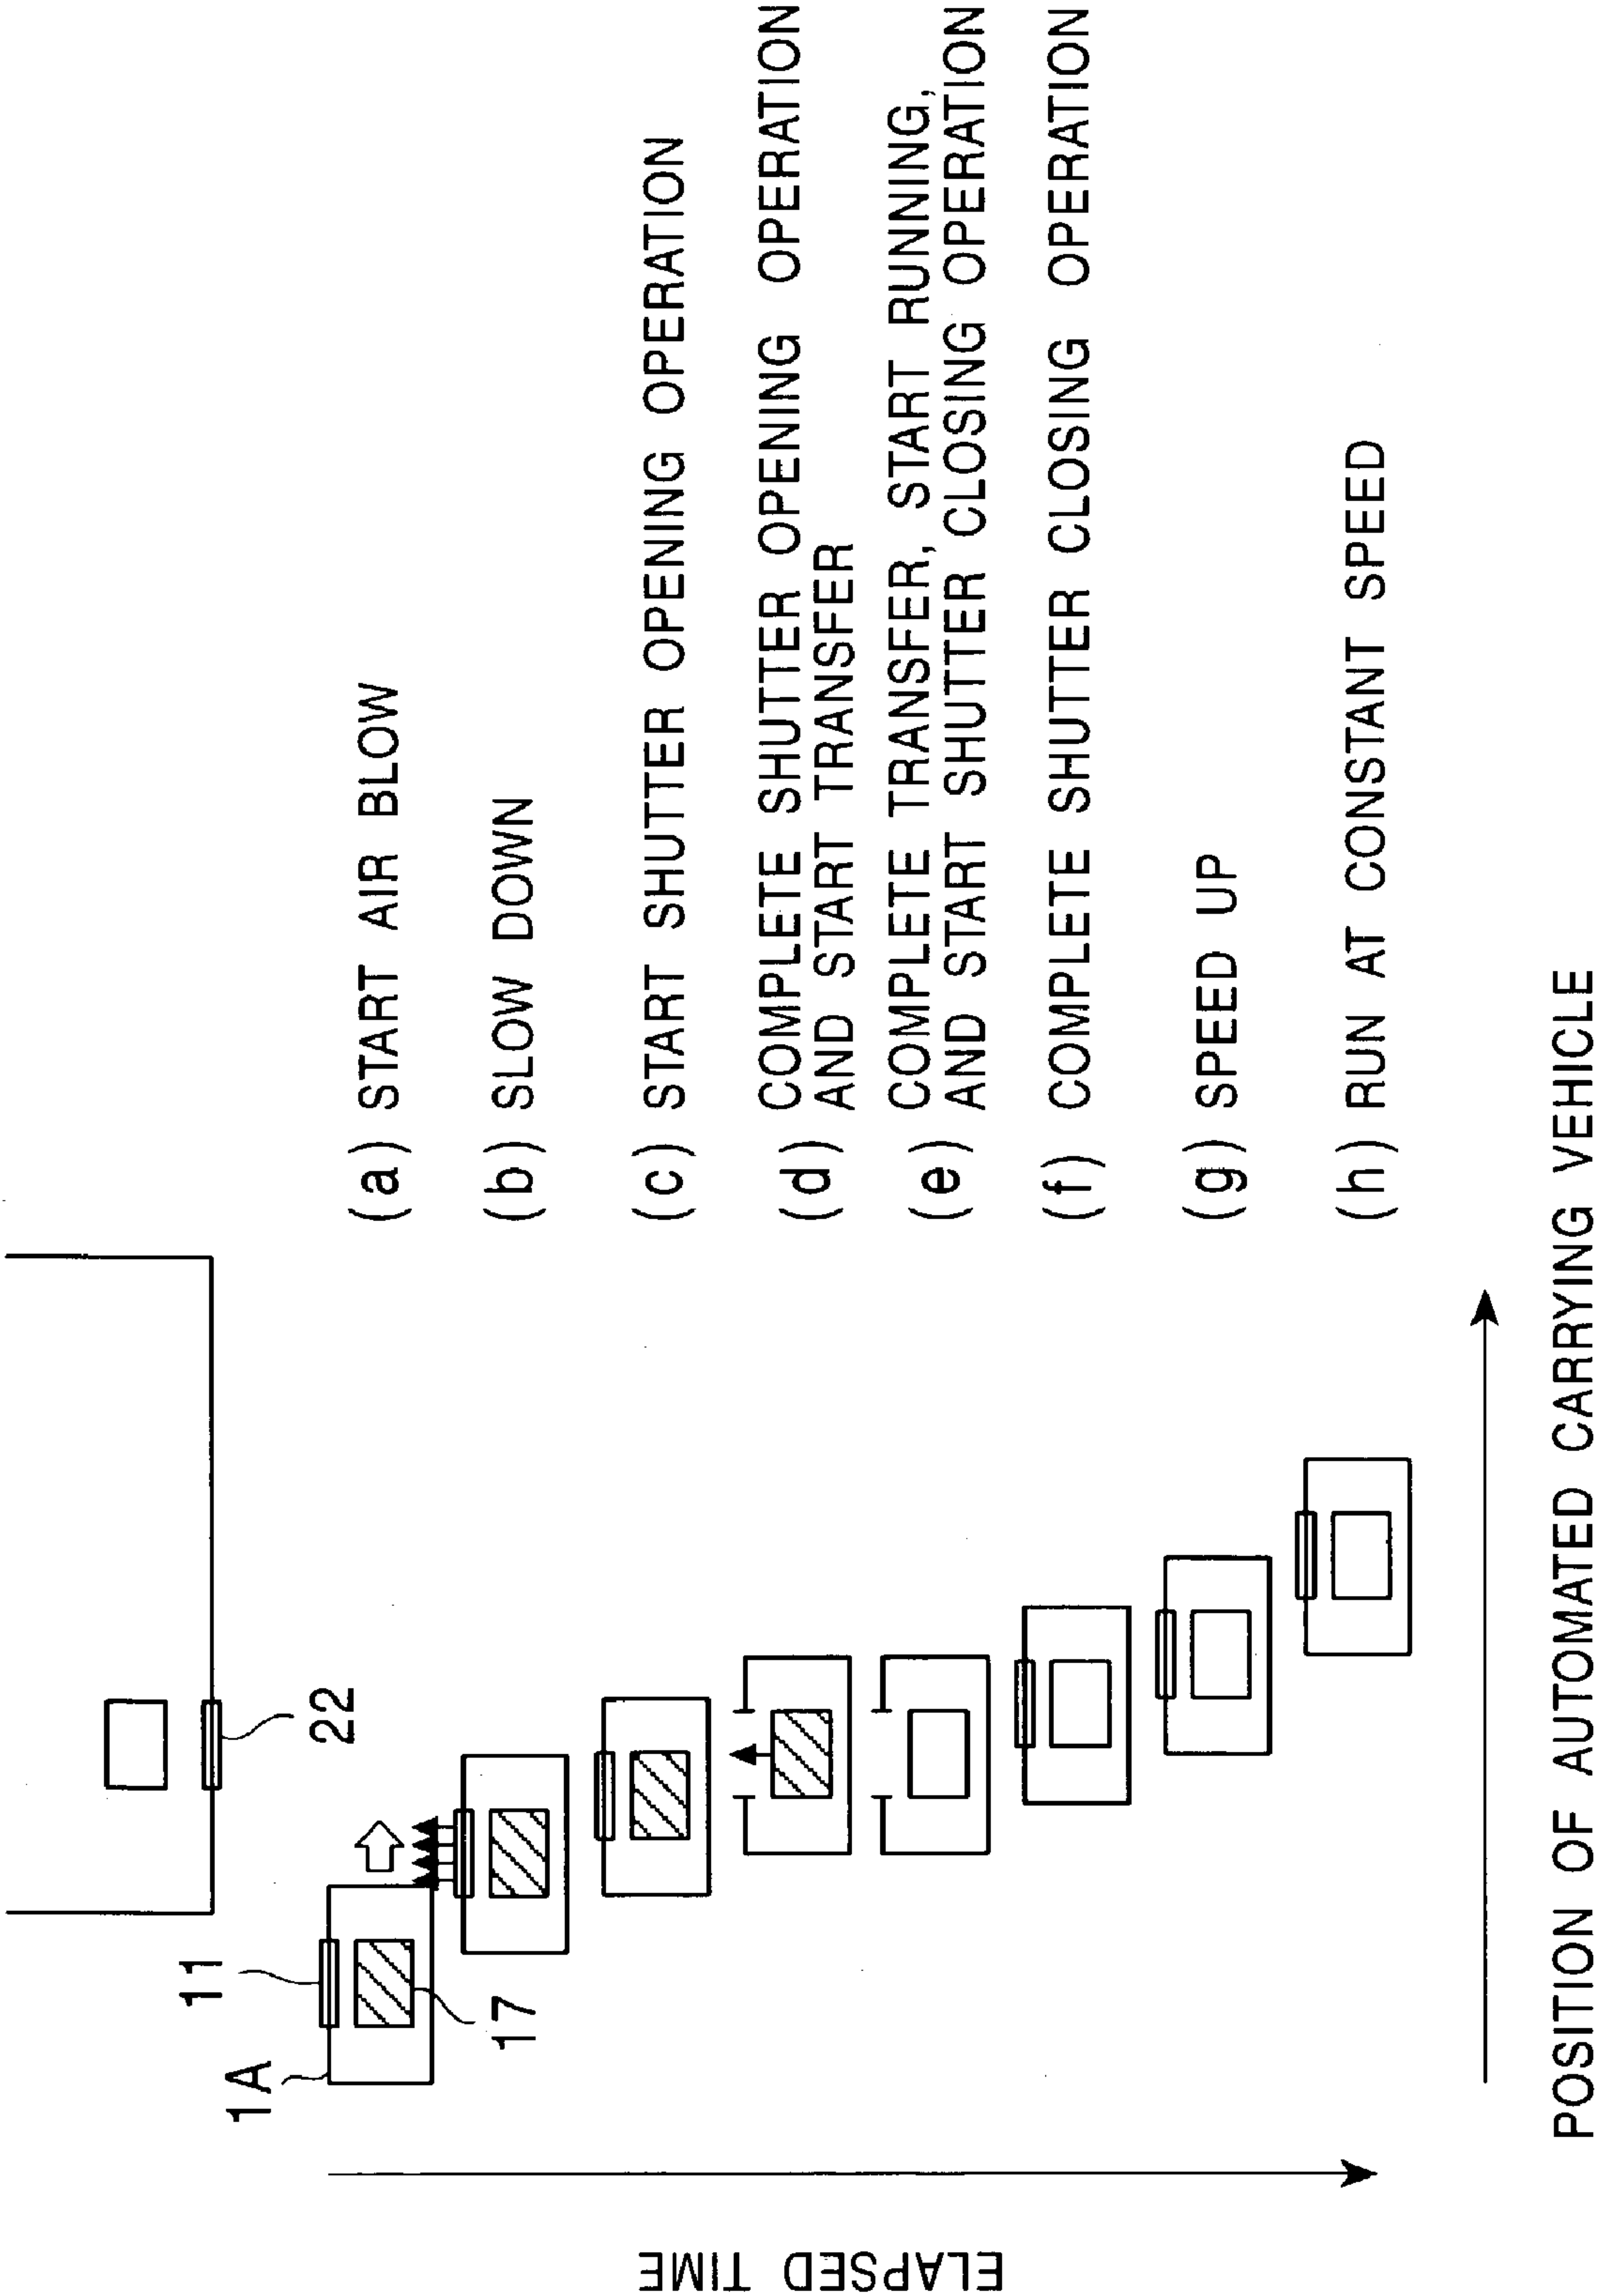 11
1A
17
22
(a) START AIR BLOW
(b) SLOW DOWN
(c) START SHUTTER OPENING OPERATION
(d) COMPLETE SHUTTER OPENING OPERATION
AND START TRANSFER
(e) COMPLETE TRANSFER, START RUNNING,
AND START SHUTTER CLOSING OPERATION
(f) COMPLETE SHUTTER CLOSING OPERATION
(g) SPEED UP
(h) RUN AT CONSTANT SPEED
ELAPSED TIME
POSITION OF AUTOMATED CARRYING VEHICLE